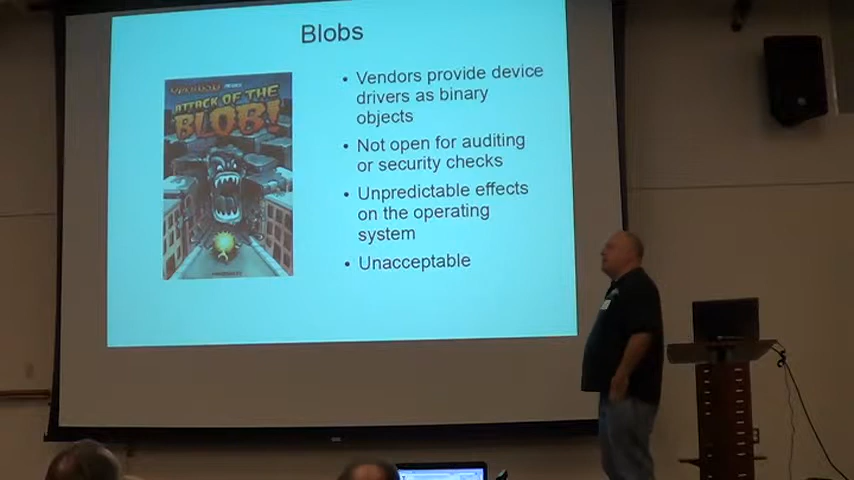 Blobs
ATTACK OF THE
BLOB!
• Vendors provide device
drivers as binary
objects
• Not open for auditing
or security checks
• Unpredictable effects
on the operating
system
• Unacceptable